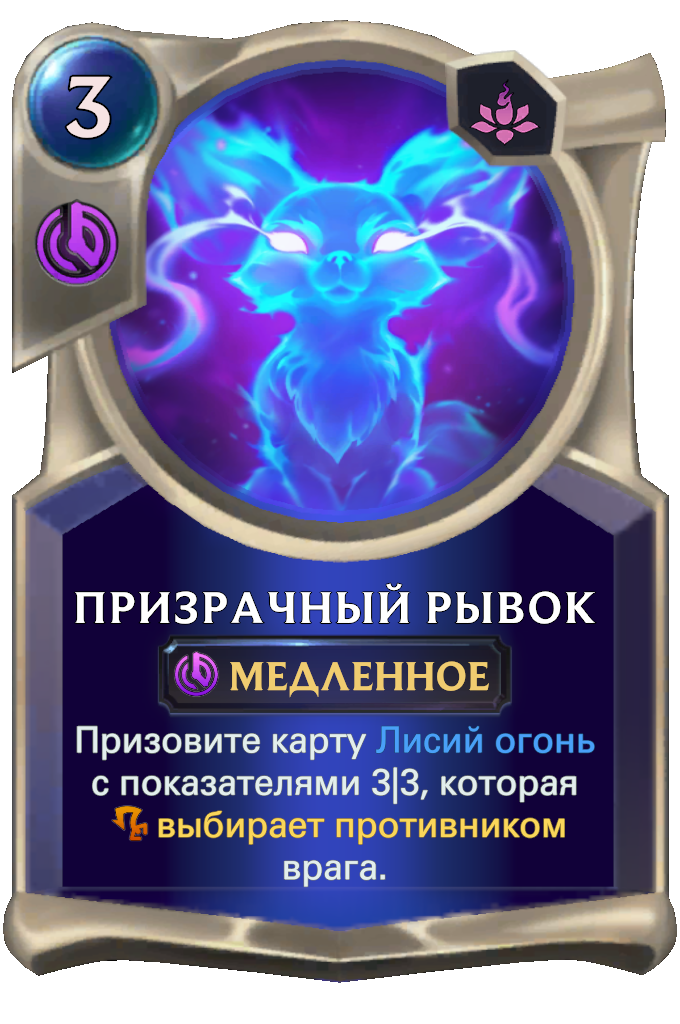 3
ПРИЗРАЧНЫЙ РЫВОК
МЕДЛЕННОЕ
Призовите карту Лисий огонь
с показателями 3|3, которая
выбирает противником
врага.